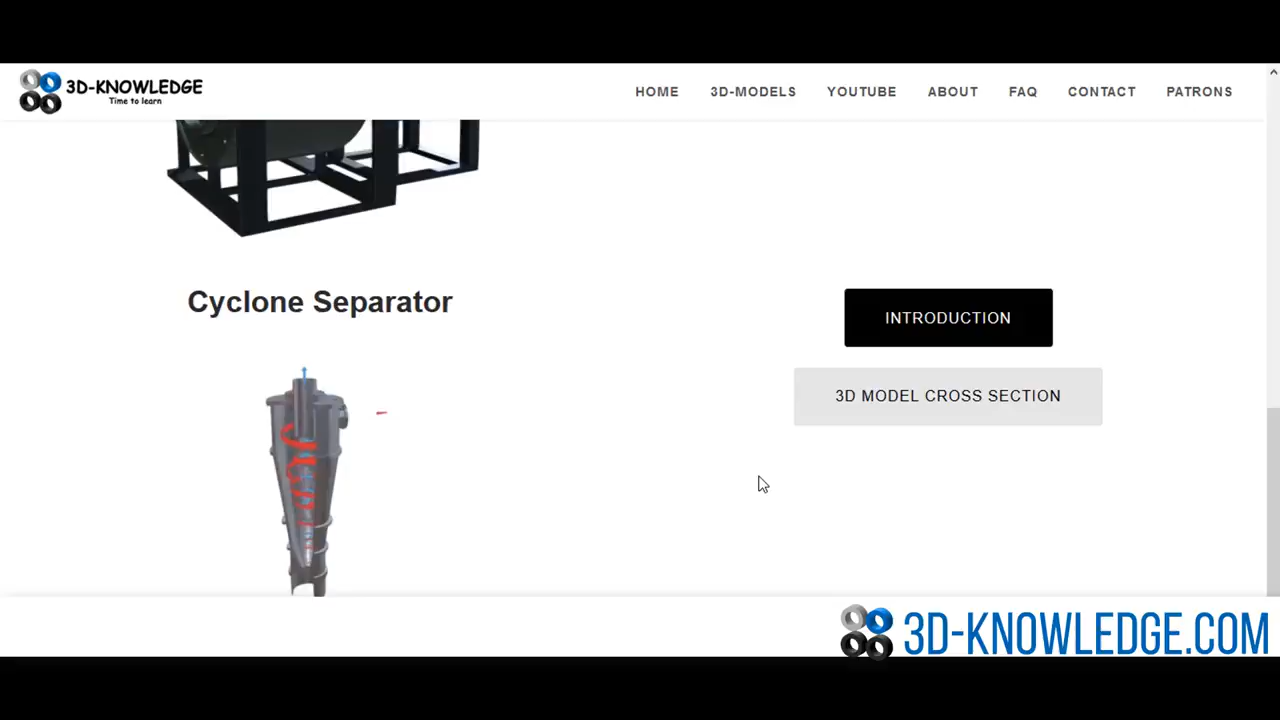 3D-KNOWLEDGE
Time to learn
HOME 3D-MODELS YOUTUBE ABOUT FAQ CONTACT PATRONS
Cyclone Separator
INTRODUCTION
3D MODEL CROSS SECTION
3D-KNOWLEDGE.COM